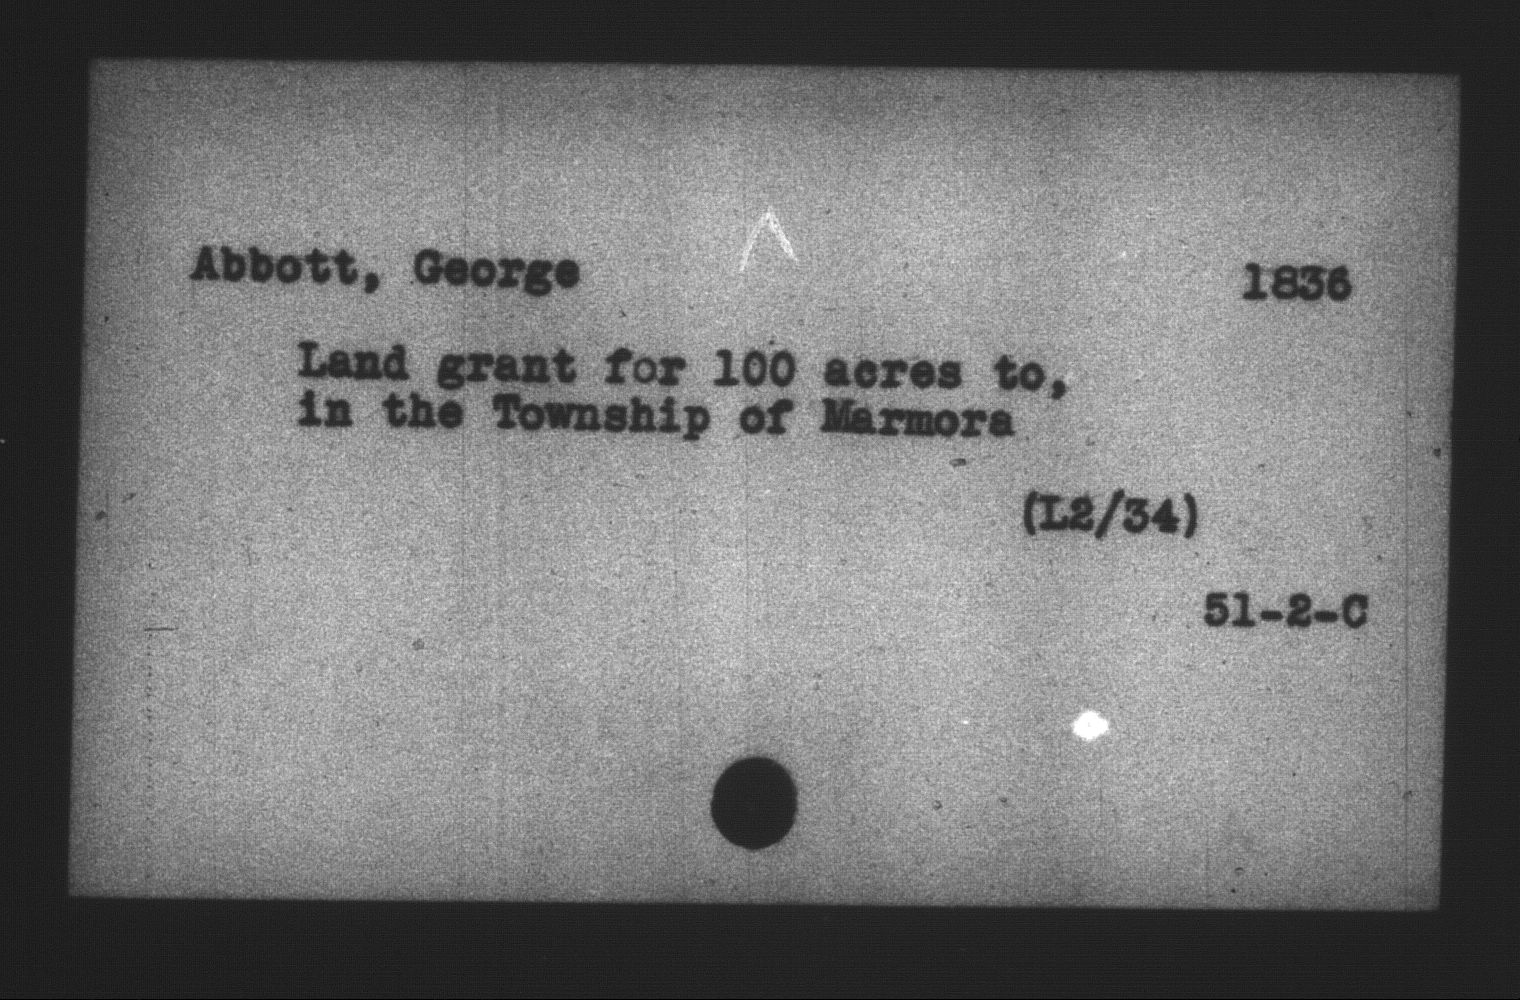 Abbott, George 1836
Land grant for 100 acres to,
in the Township of Marmora
(L2/34)
51-2-C